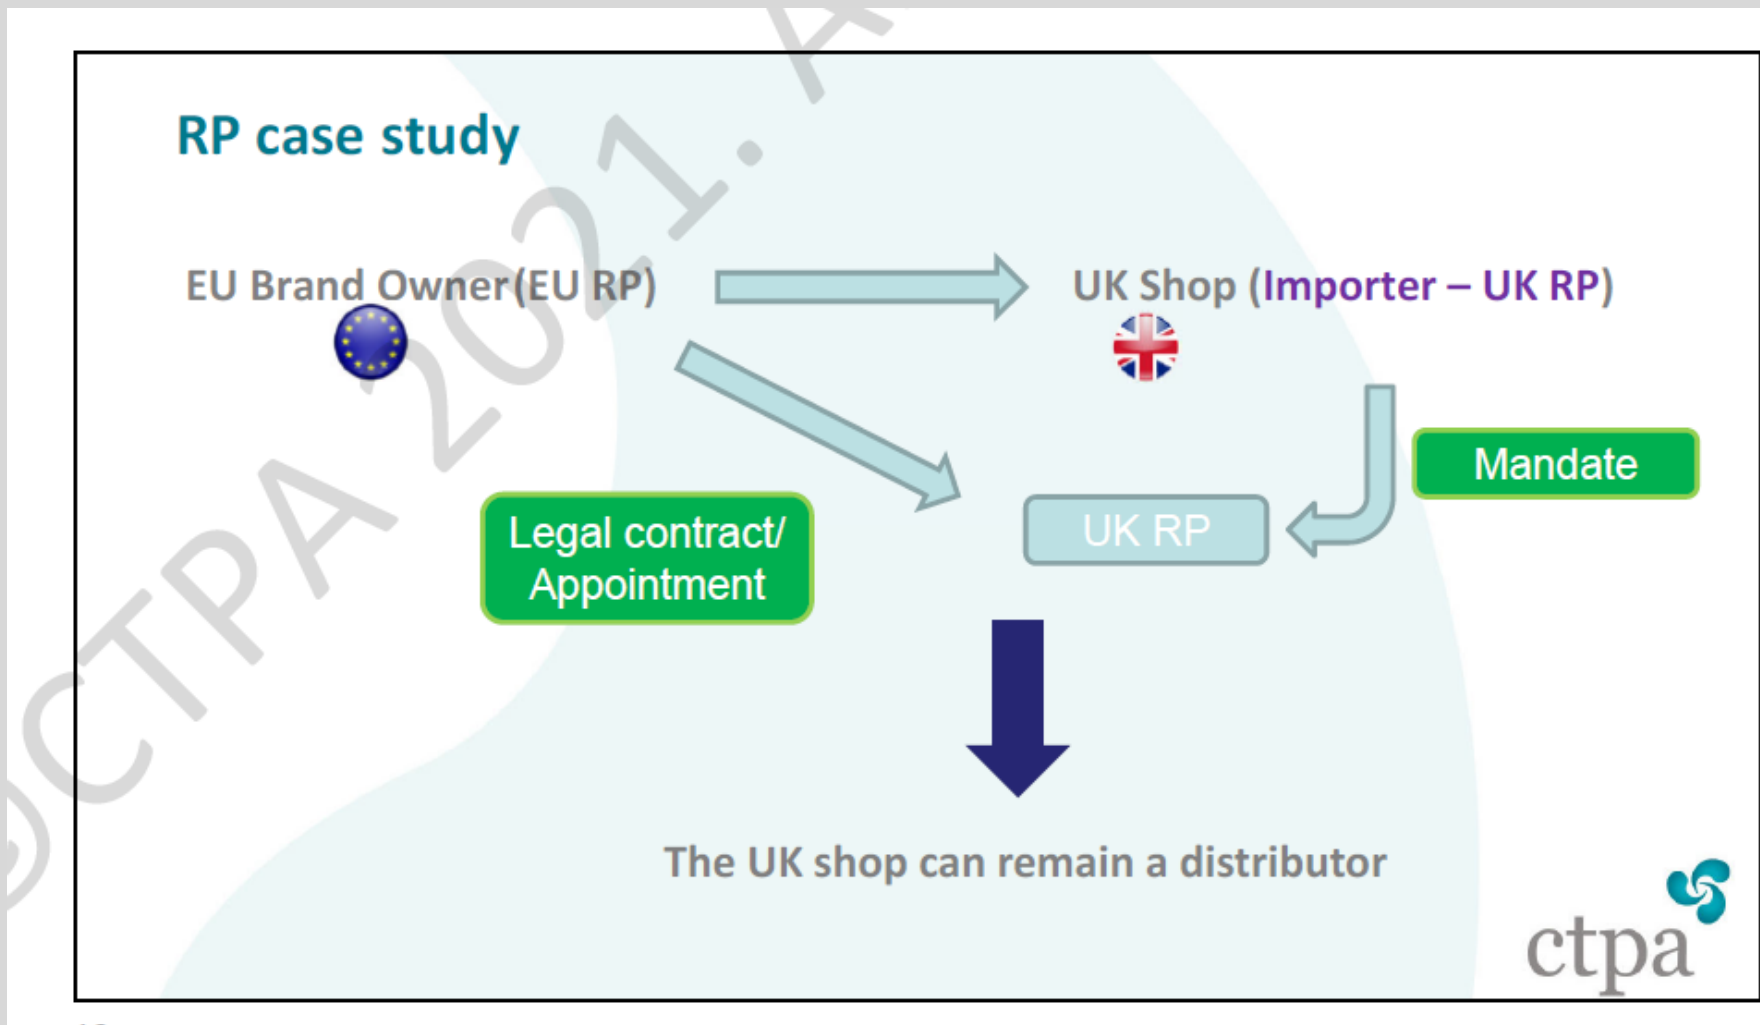 RP case study
EU Brand Owner(EU RP)
UK Shop (Importer – UK RP)
Mandate
Legal contract/
Appointment
UK RP
The UK shop can remain a distributor
ctpa
©CTPA 2021. A